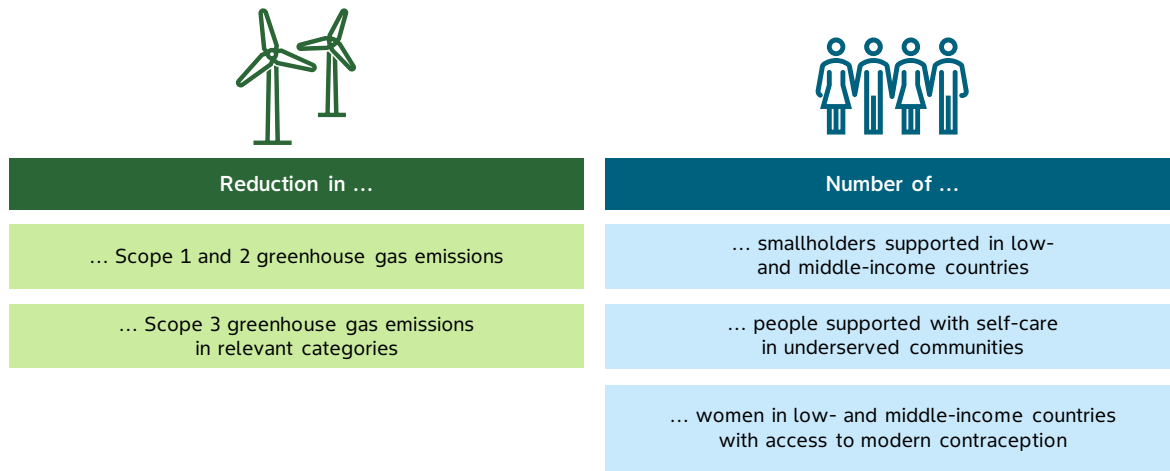 Reduction in …
… Scope 1 and 2 greenhouse gas emissions
… Scope 3 greenhouse gas emissions
in relevant categories
Number of …
… smallholders supported in low-
and middle-income countries
… people supported with self-care
in underserved communities
… women in low- and middle-income countries
with access to modern contraception